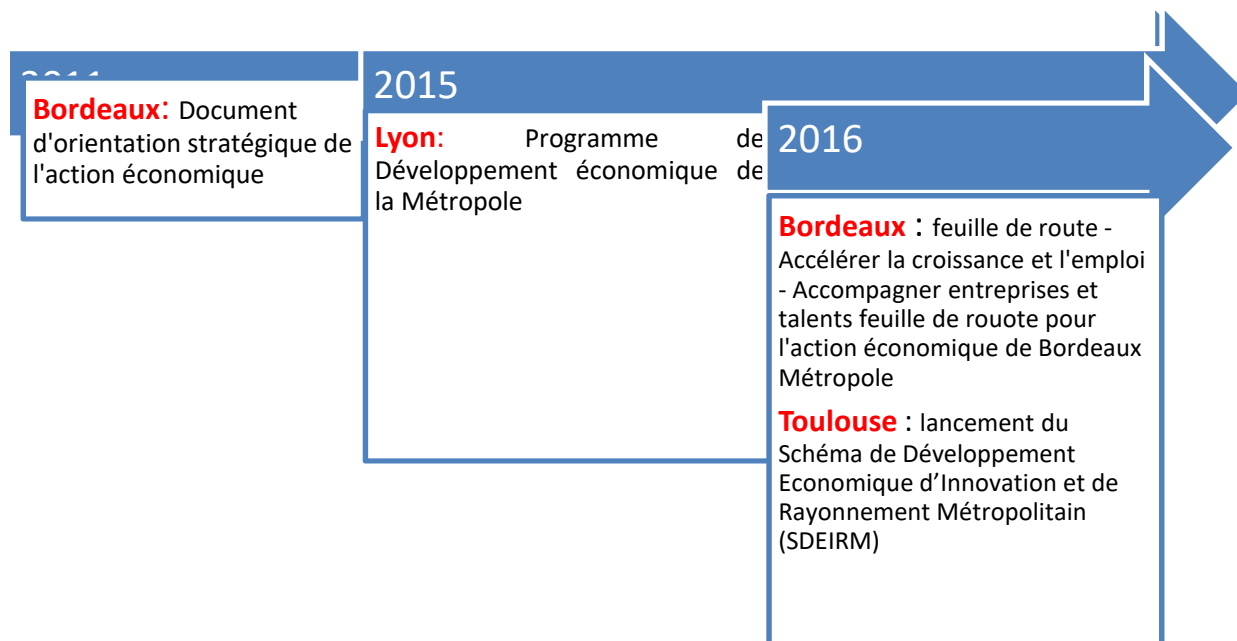 Bordeaux: Document
d'orientation stratégique de
l'action économique
2015
Lyon: Programme de
Développement économique de
la Métropole
2016
Bordeaux : feuille de route -
Accélérer la croissance et l'emploi
- Accompagner entreprises et
talents feuille de rouote pour
l'action économique de Bordeaux
Métropole
Toulouse : lancement du
Schéma de Développement
Economique d’Innovation et de
Rayonnement Métropolitain
(SDEIRM)